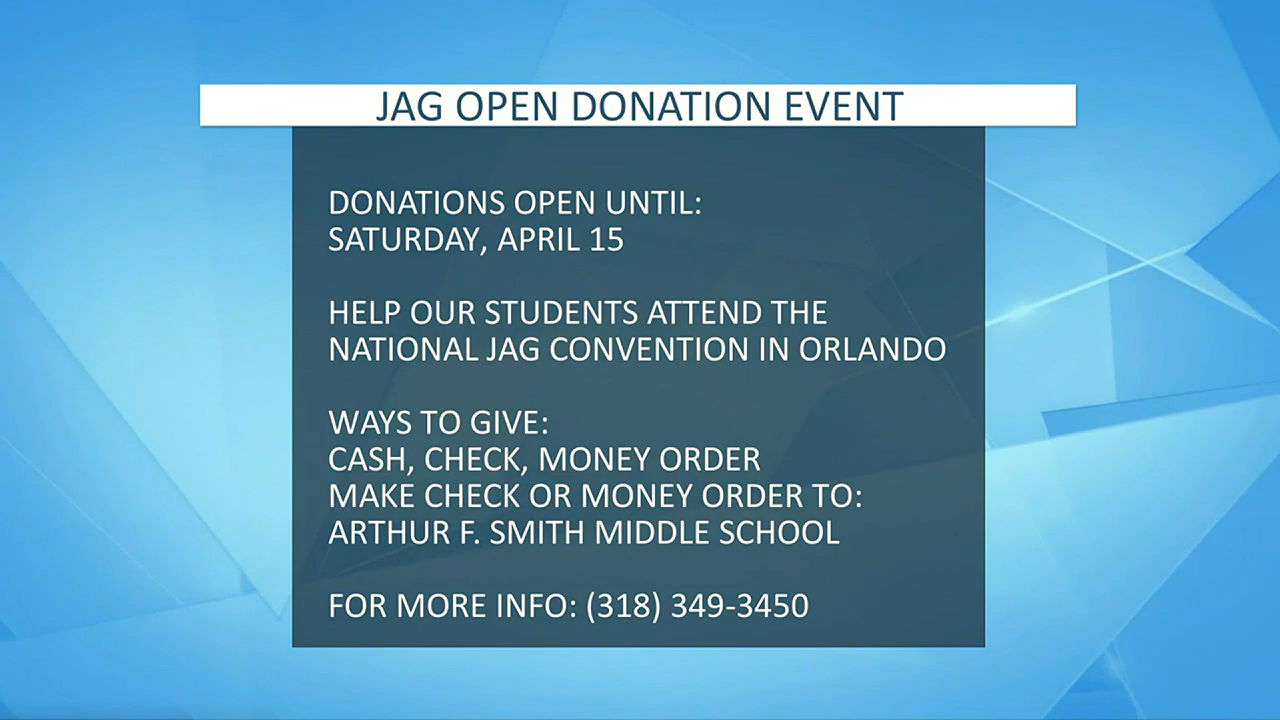 JAG OPEN DONATION EVENT
DONATIONS OPEN UNTIL:
SATURDAY, APRIL 15
HELP OUR STUDENTS ATTEND THE
NATIONAL JAG CONVENTION IN ORLANDO
WAYS TO GIVE:
CASH, CHECK, MONEY ORDER
MAKE CHECK OR MONEY ORDER TO:
ARTHUR F. SMITH MIDDLE SCHOOL
FOR MORE INFO: (318) 349-3450